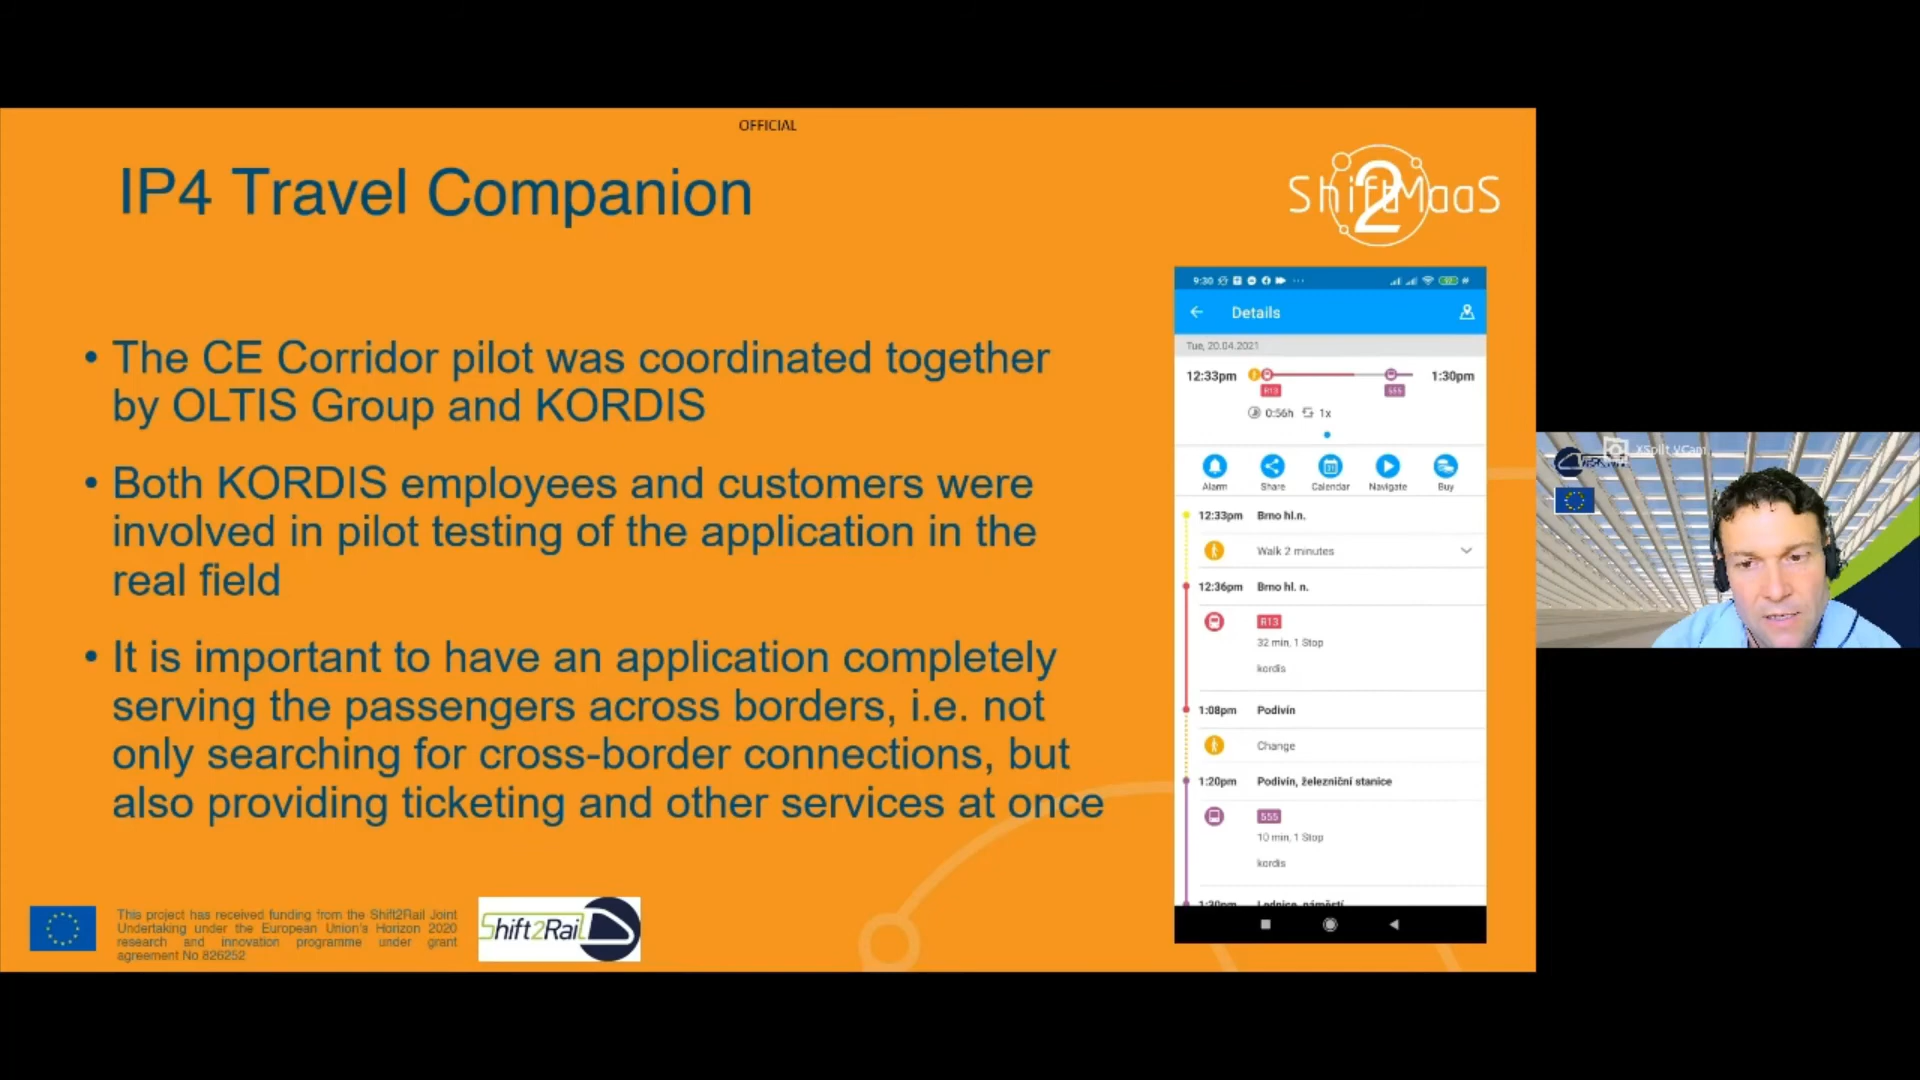 OFFICIAL
IP4 Travel Companion
Shift2MaaS
• The CE Corridor pilot was coordinated together
by OLTIS Group and KORDIS
• Both KORDIS employees and customers were
involved in pilot testing of the application in the
real field
• It is important to have an application completely
serving the passengers across borders, i.e. not
only searching for cross-border connections, but
also providing ticketing and other services at once
This project has received funding from the Shift2Rail Joint
Undertaking under the European Union's Horizon 2020
research and innovation programme under grant
agreement No 826252
Shift2Rail
9:30
Details
Tue, 20.04.2021
12:33pm 1:30pm
R13 555
0:56h 1x
Alarm Share Calendar Navigate Buy
12:33pm Brno hl.n.
Walk 2 minutes
12:36pm Brno hl. n.
R13
32 min, 1 Stop
kordis
1:08pm Podivín
Change
1:20pm Podivín, železniční stanice
555
10 min, 1 Stop
kordis
1:30pm Lednice, náměstí
XSplit VCam